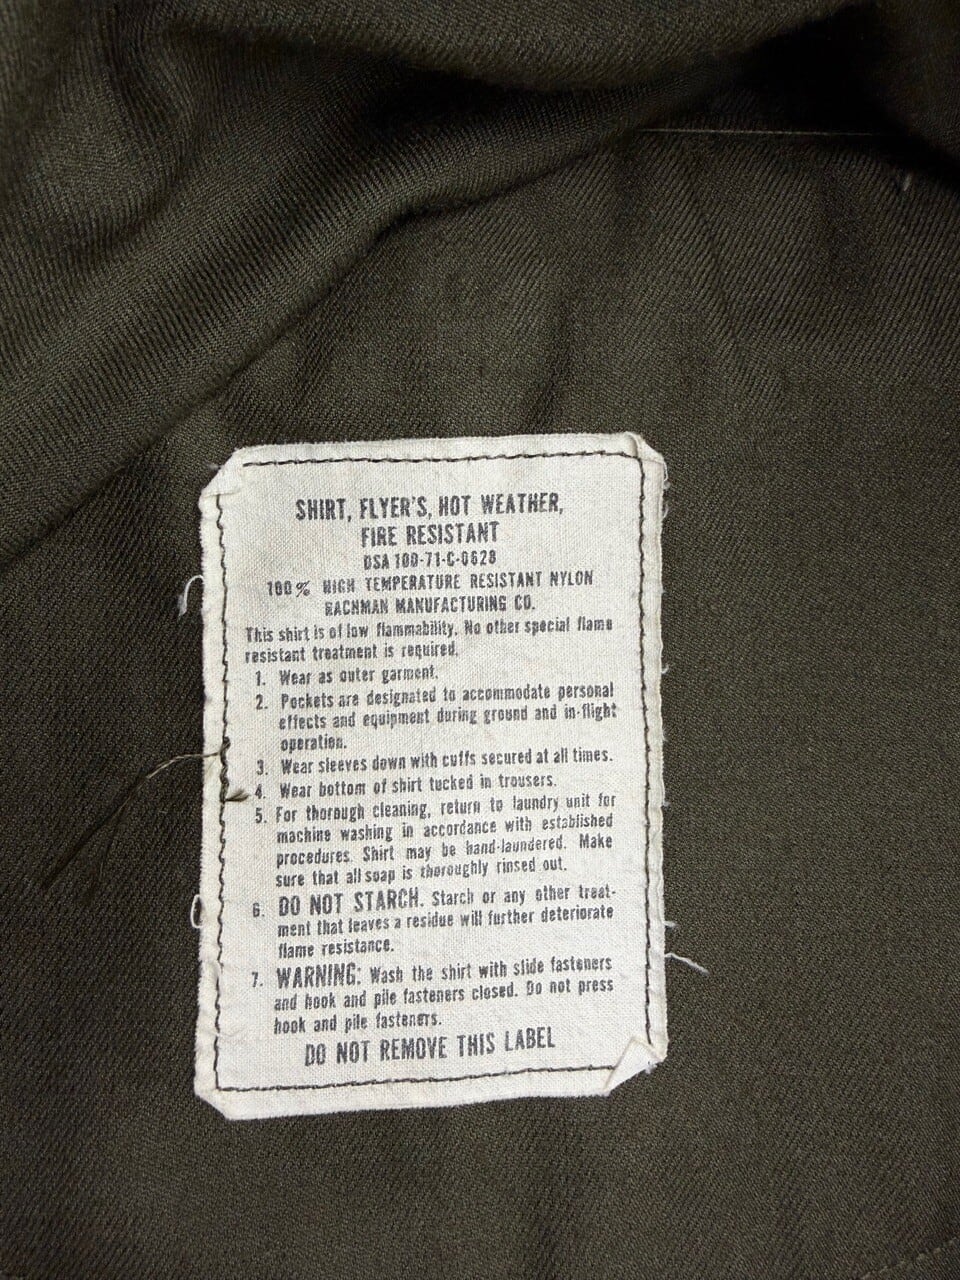 SHIRT, FLYER'S, HOT WEATHER,
FIRE RESISTANT
DSA 100-71-C-0628
100% HIGH TEMPERATURE RESISTANT NYLON
RACHMAN MANUFACTURING CO.
This shirt is of low flammability. No other special flame
resistant treatment is required.
1. Wear as outer garment.
2. Pockets are designated to accommodate personal
effects and equipment during ground and in-flight
operation.
3. Wear sleeves down with cuffs secured at all times.
4. Wear bottom of shirt tucked in trousers.
5. For thorough cleaning, return to laundry unit for
machine washing in accordance with established
procedures. Shirt may be hand-laundered. Make
sure that all soap is thoroughly rinsed out.
6. DO NOT STARCH. Starch or any other treat-
ment that leaves a residue will further deteriorate
flame resistance.
7. WARNING: Wash the shirt with slide fasteners
and hook and pile fasteners closed. Do not press
hook and pile fasteners.
DO NOT REMOVE THIS LABEL